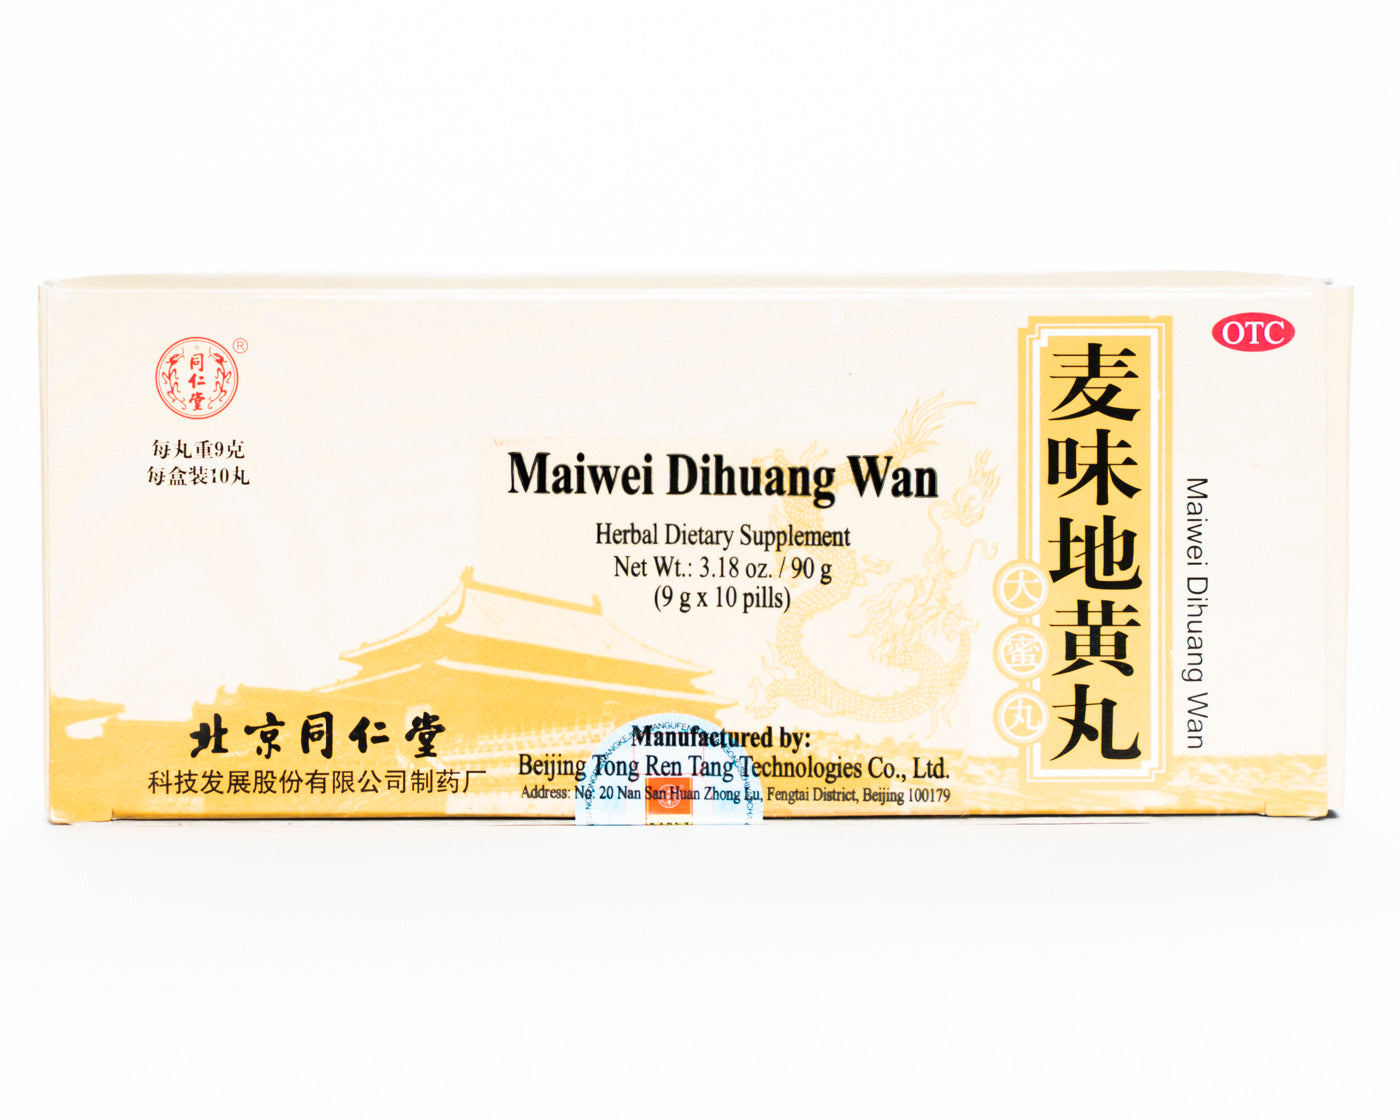 同仁堂
®
每丸重9克
每盒装10丸
Maiwei Dihuang Wan
Herbal Dietary Supplement
Net Wt.: 3.18 oz. / 90 g
(9 g x 10 pills)
北京同仁堂
科技发展股份有限公司制药厂
Manufactured by:
Beijing Tong Ren Tang Technologies Co., Ltd.
Address: No: 20 Nan San Huan Zhong Lu, Fengtai District, Beijing 100179
大蜜丸
麦味地黄丸
Maiwei Dihuang Wan
OTC